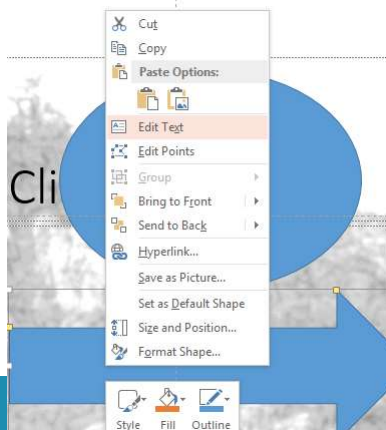 Cut
Copy
Paste Options:
Edit Text
Edit Points
Cli
Group
Bring to Front
Send to Back
Hyperlink...
Save as Picture...
Set as Default Shape
Size and Position...
Format Shape...
Style Fill Outline